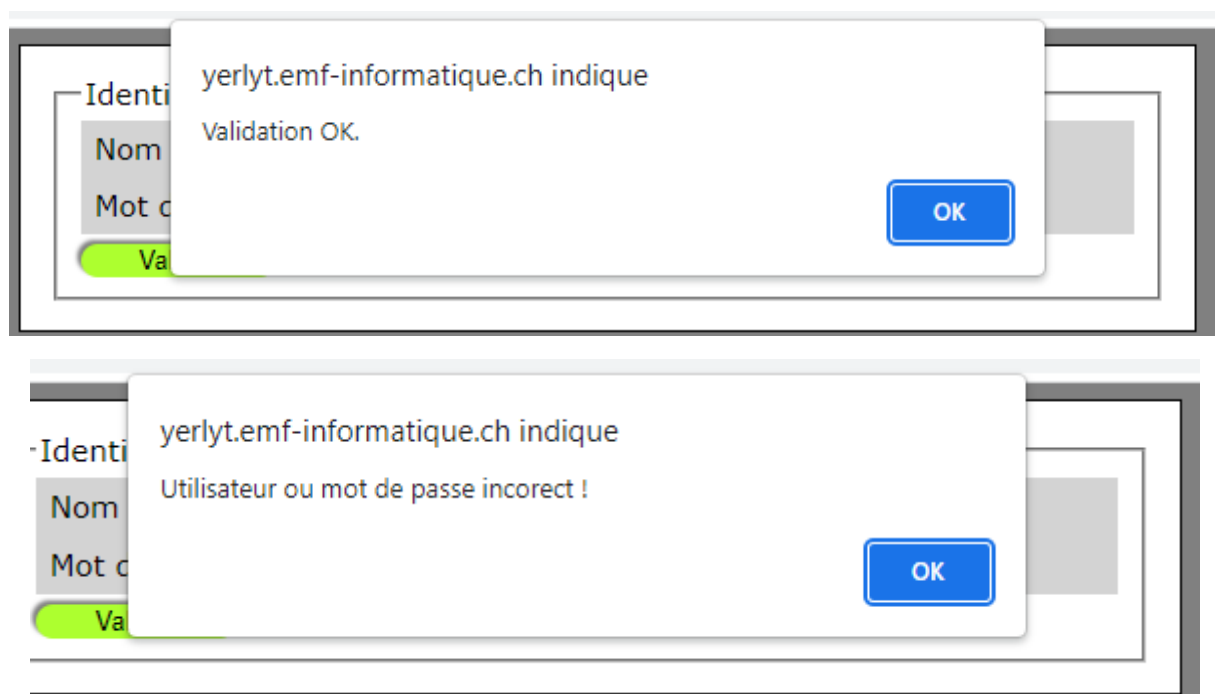 yerlyt.emf-informatique.ch indique
Identi
Validation OK.
Nom
Mot
OK
Va
yerlyt.emf-informatique.ch indique
Identi
Utilisateur ou mot de passe incorect !
Nom
Mot
OK
Va